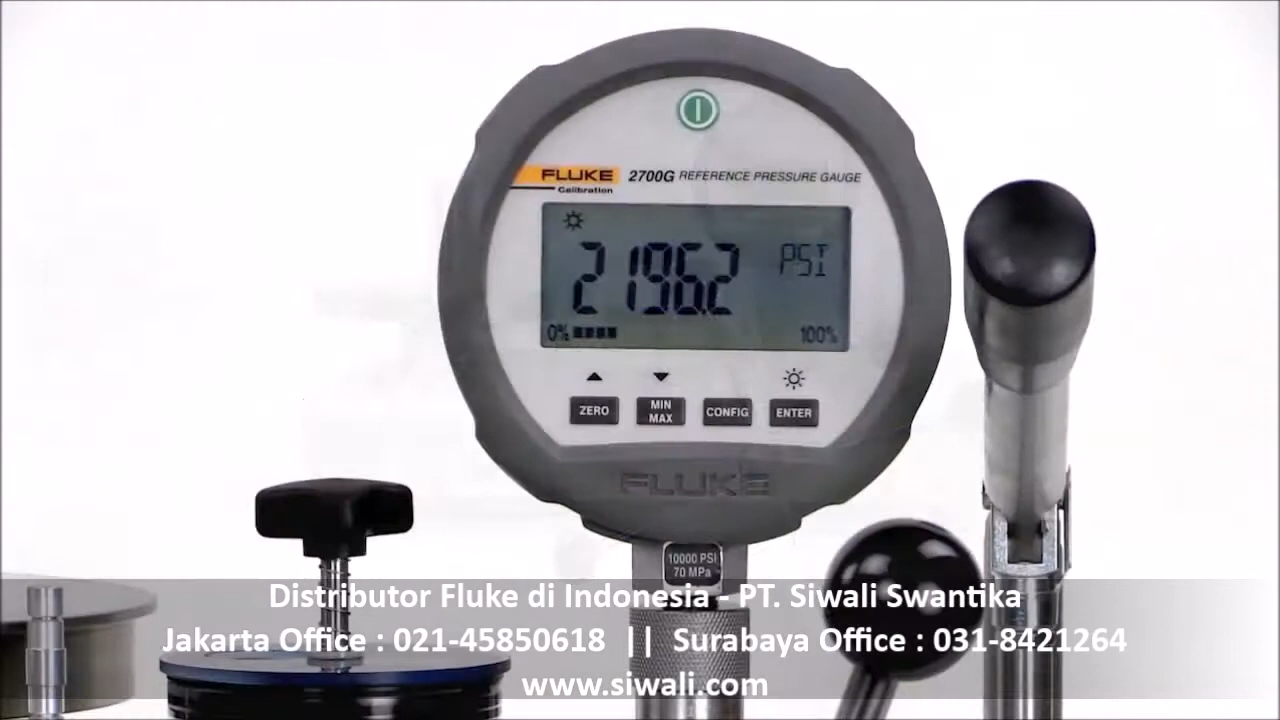 FLUKE
Calibration
2700G REFERENCE PRESSURE GAUGE
2196.2 PSI
0% 100%
ZERO MIN MAX CONFIG ENTER
FLUKE
10000 PSI
70 MPa
Distributor Fluke di Indonesia - PT. Siwali Swantika
Jakarta Office : 021-45850618 || Surabaya Office : 031-8421264
www.siwali.com